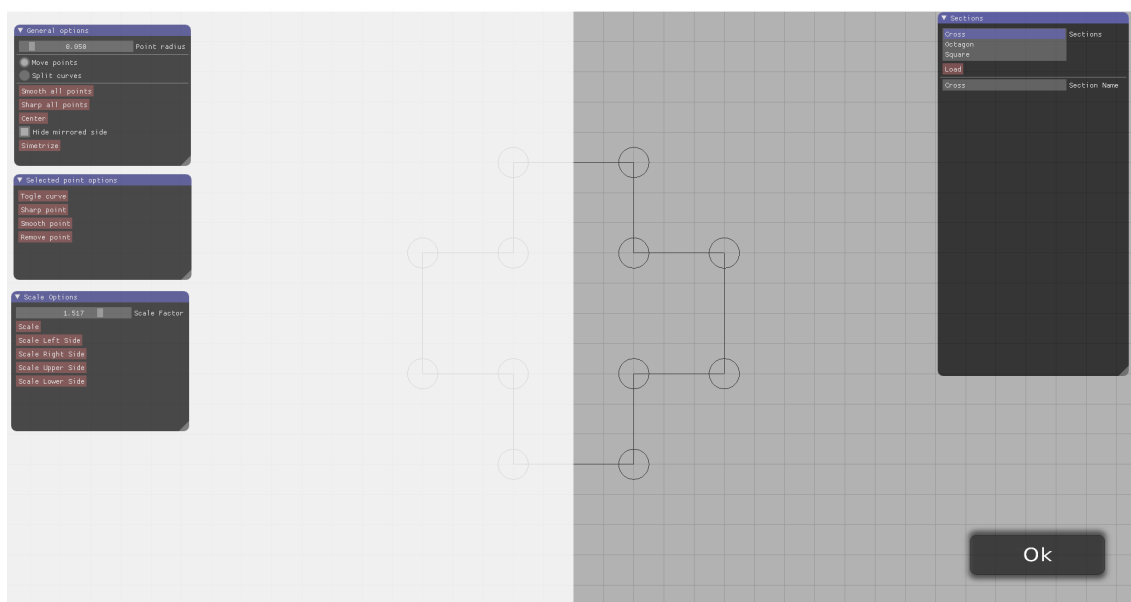 General options
0.058 Point radius
Move points
Split curves
Smooth all points
Sharp all points
Center
Hide mirrored side
Simetrize
Selected point options
Togle curve
Sharp point
Smooth point
Remove point
Scale Options
1.517 Scale Factor
Scale
Scale Left Side
Scale Right Side
Scale Upper Side
Scale Lower Side
Sections
Cross Sections
Octagon
Square
Load
Cross Section Name
Ok